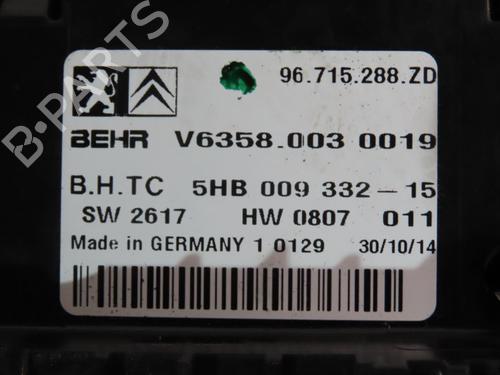 96.715.288.ZD
BEHR V6358.003 0019
B.H.TC 5HB 009 332-15
SW 2617 HW 0807 011
Made in GERMANY 1 0129 30/10/14
B-PARTS